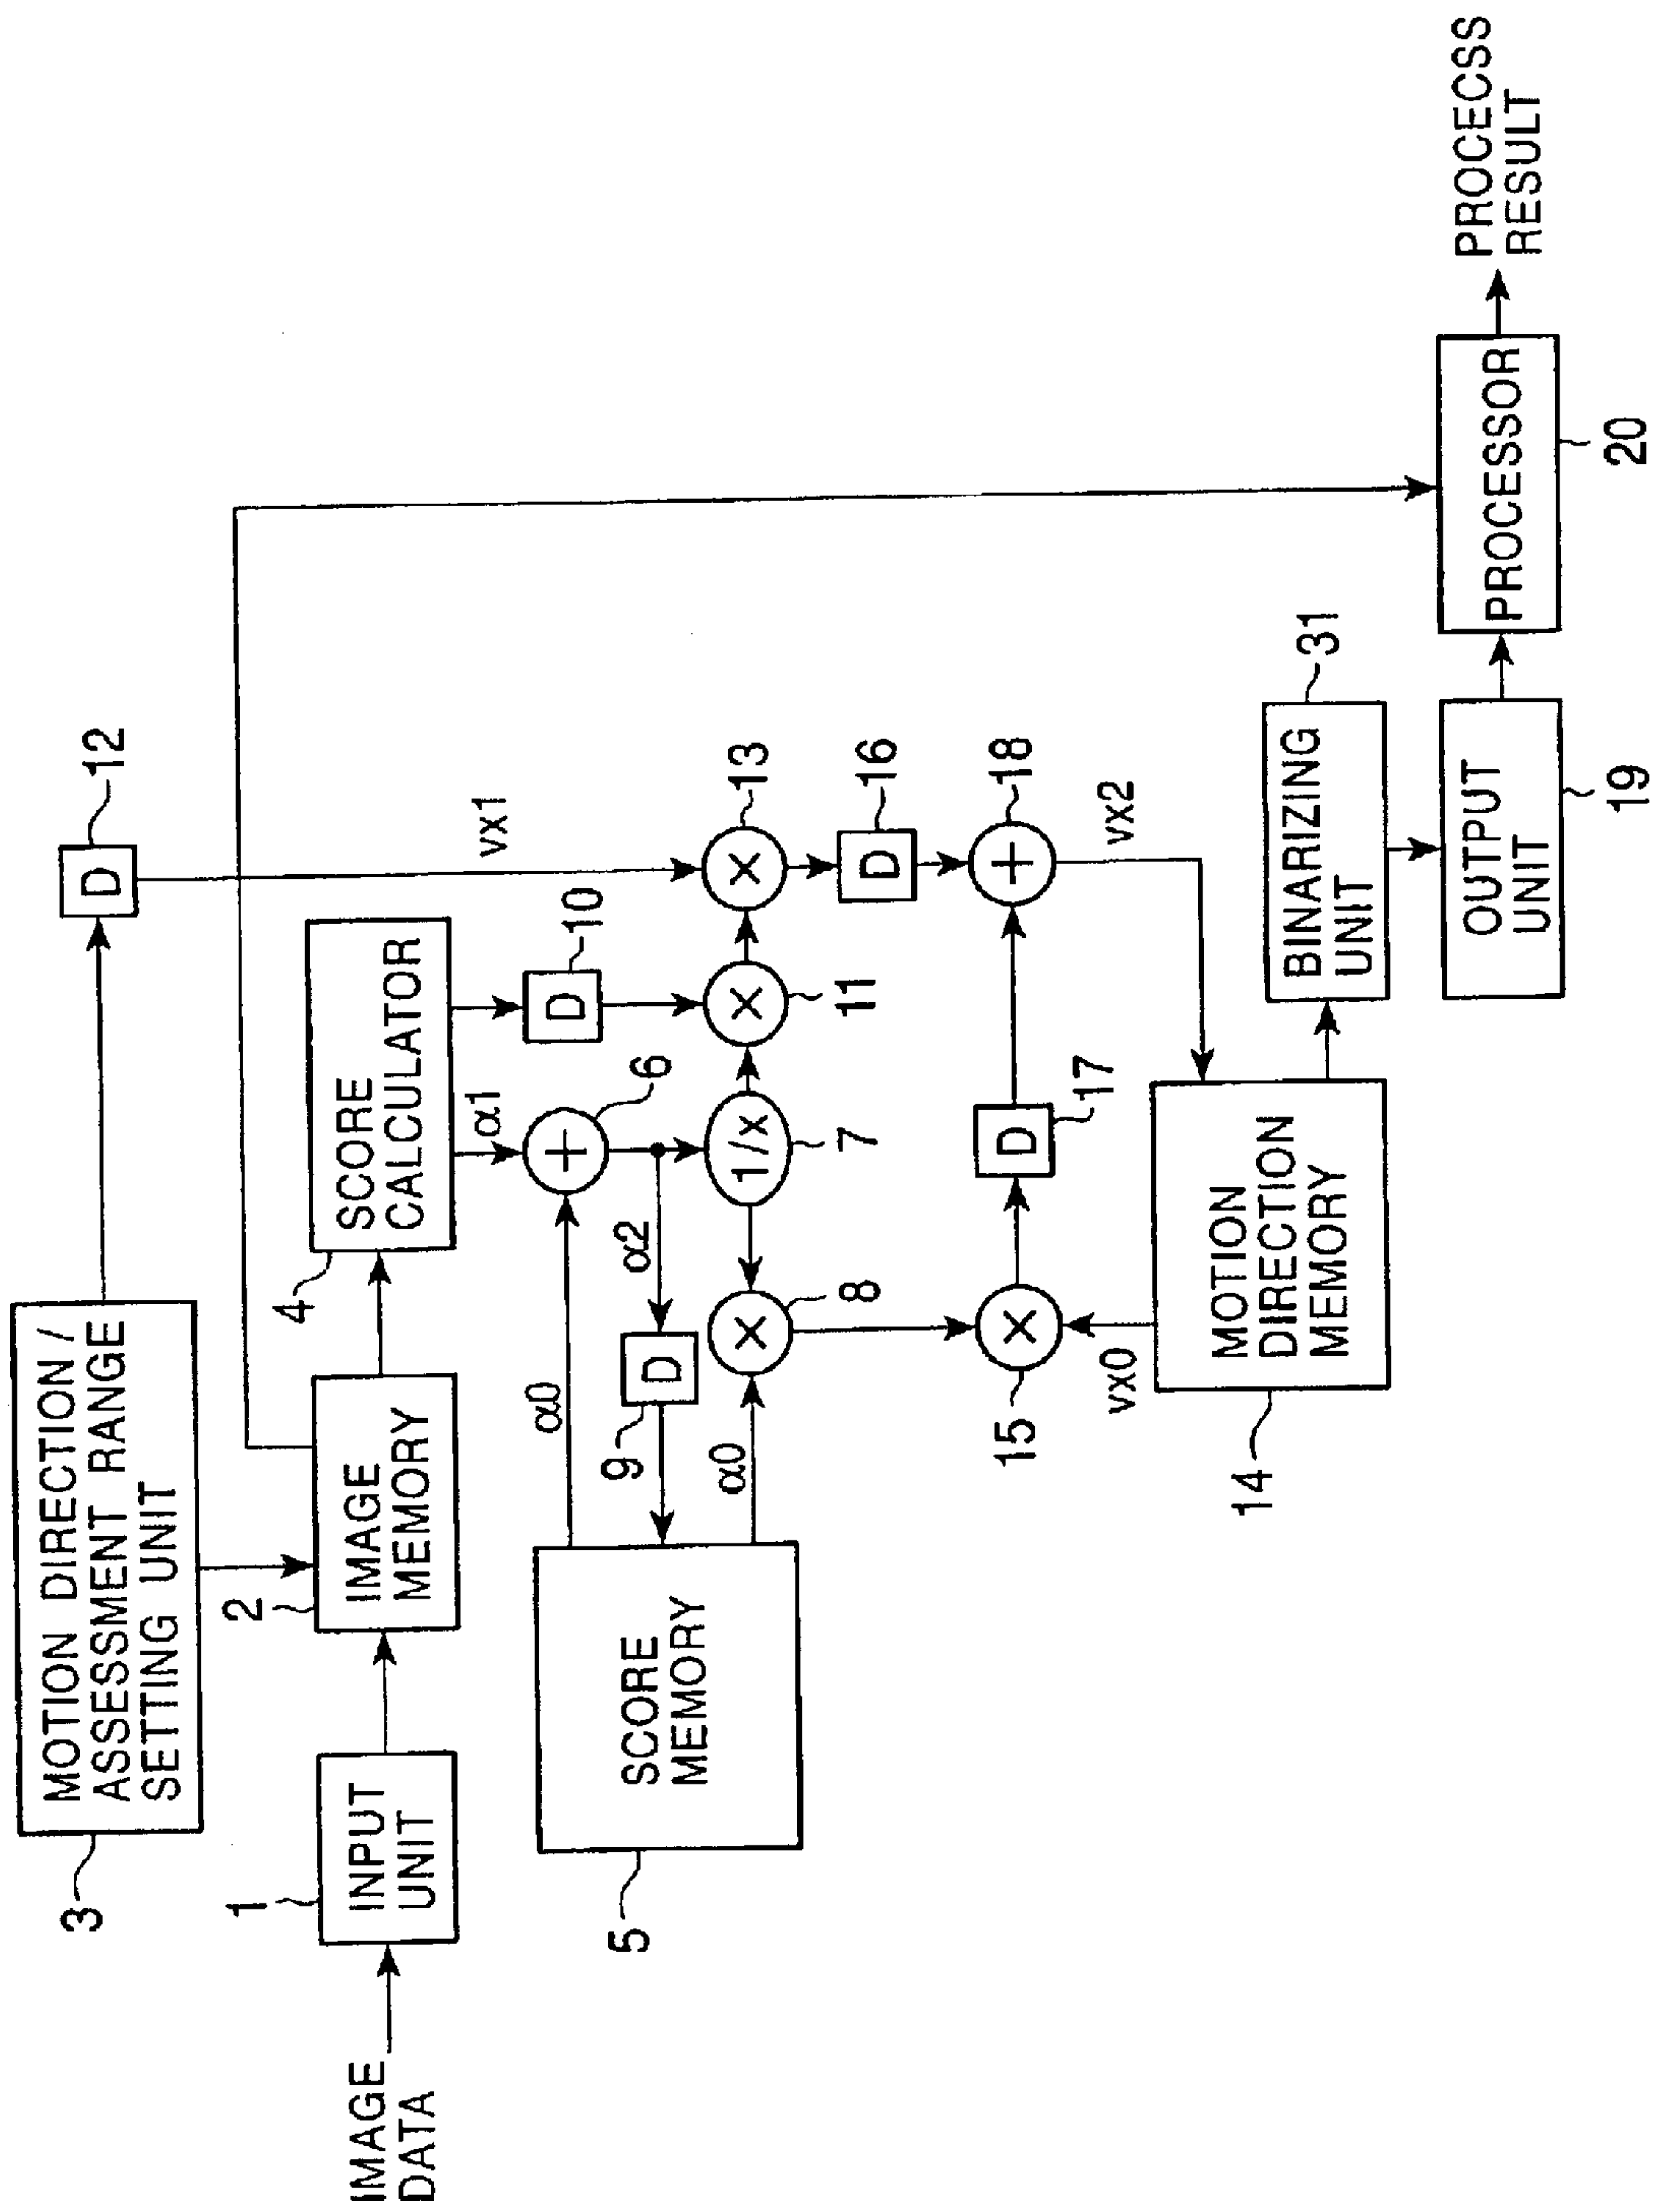 3
MOTION DIRECTION /
ASSESSMENT RANGE
SETTING UNIT
D
12
IMAGE
DATA
1
INPUT
UNIT
2
IMAGE
MEMORY
4
SCORE
CALCULATOR
vx1
α1
D
10
α0
+
6
5
SCORE
MEMORY
9
D
α2
α0
×
8
1/x
7
×
11
×
13
D
16
15
×
D
17
+
18
vx0
vx2
14
MOTION
DIRECTION
MEMORY
BINARIZING
UNIT
31
OUTPUT
UNIT
19
PROCESSOR
20
PROCECSS
RESULT